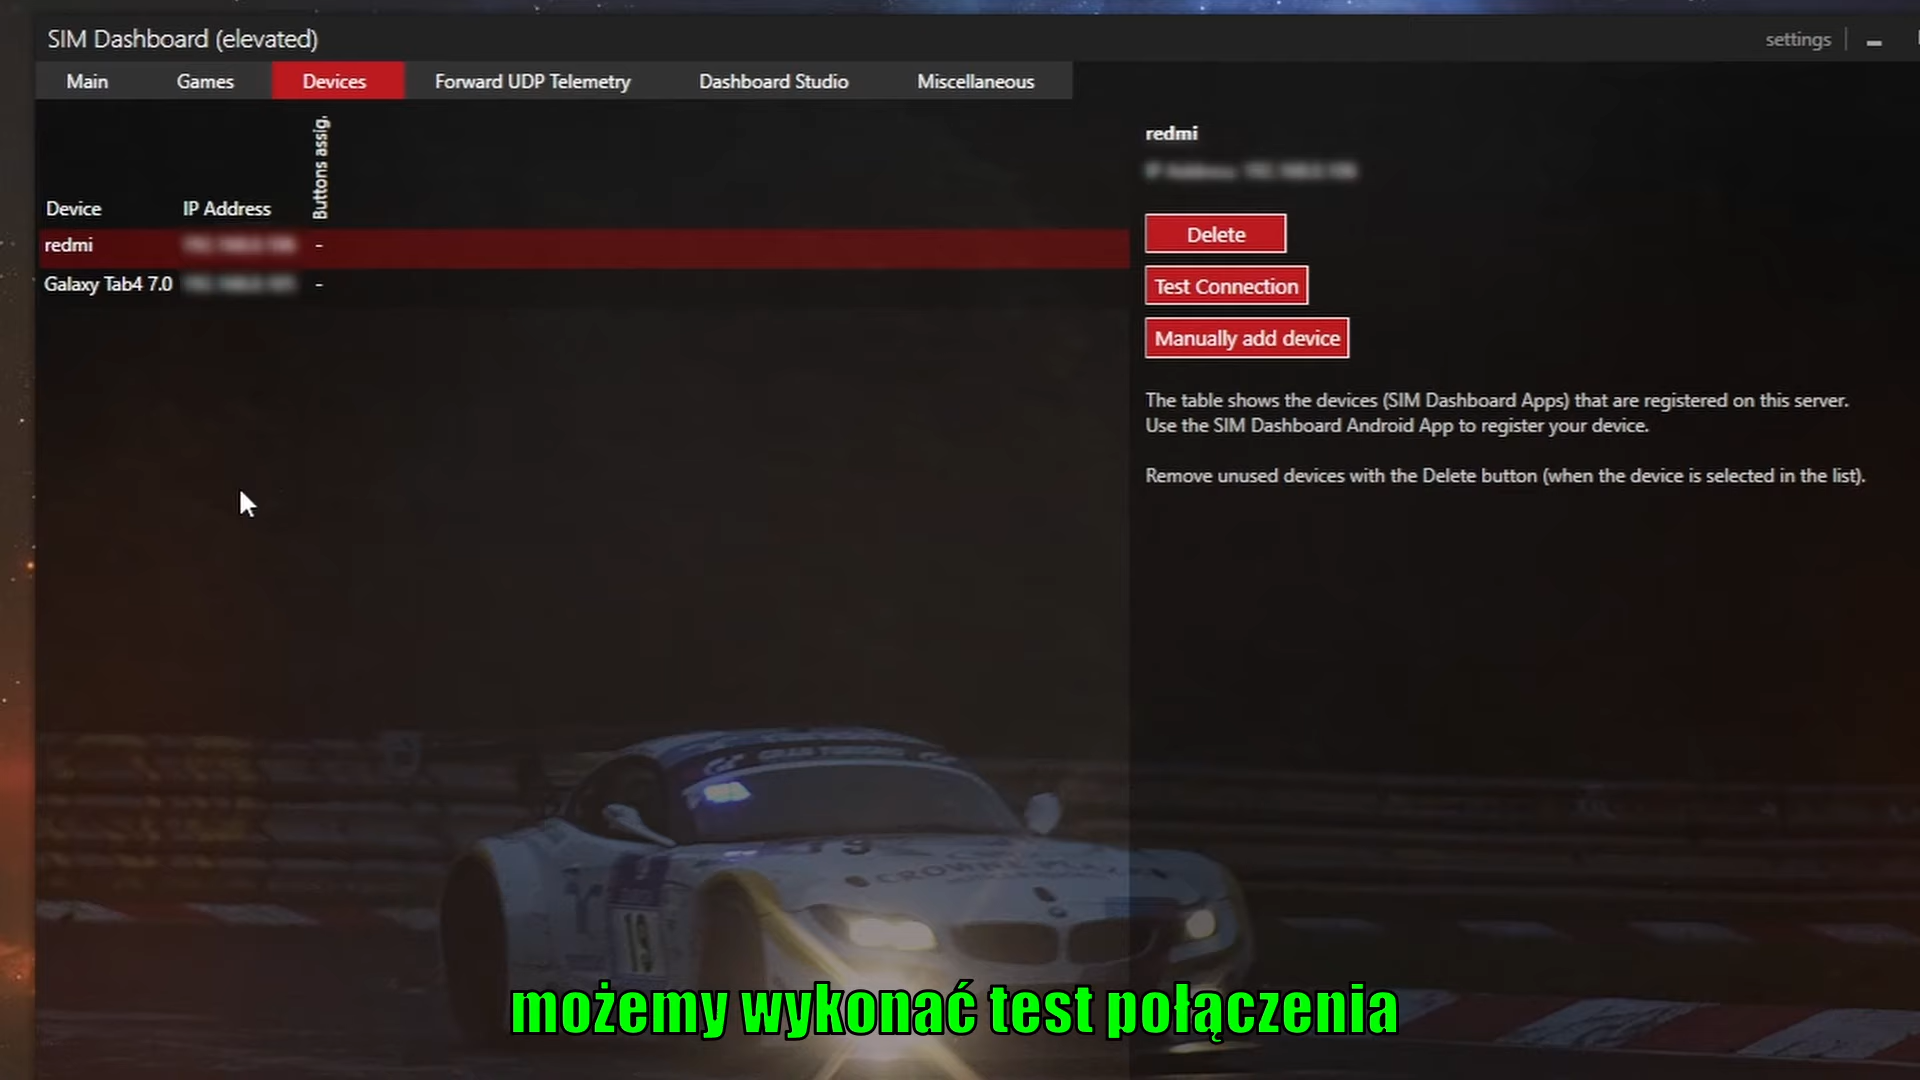 SIM Dashboard (elevated)
settings
Main
Games
Devices
Forward UDP Telemetry
Dashboard Studio
Miscellaneous
Device
IP Address
Buttons assig.
redmi
-
Galaxy Tab4 7.0
-
redmi
Delete
Test Connection
Manually add device
The table shows the devices (SIM Dashboard Apps) that are registered on this server.
Use the SIM Dashboard Android App to register your device.
Remove unused devices with the Delete button (when the device is selected in the list).
GRAN TURISMO
możemy wykonać test połączenia